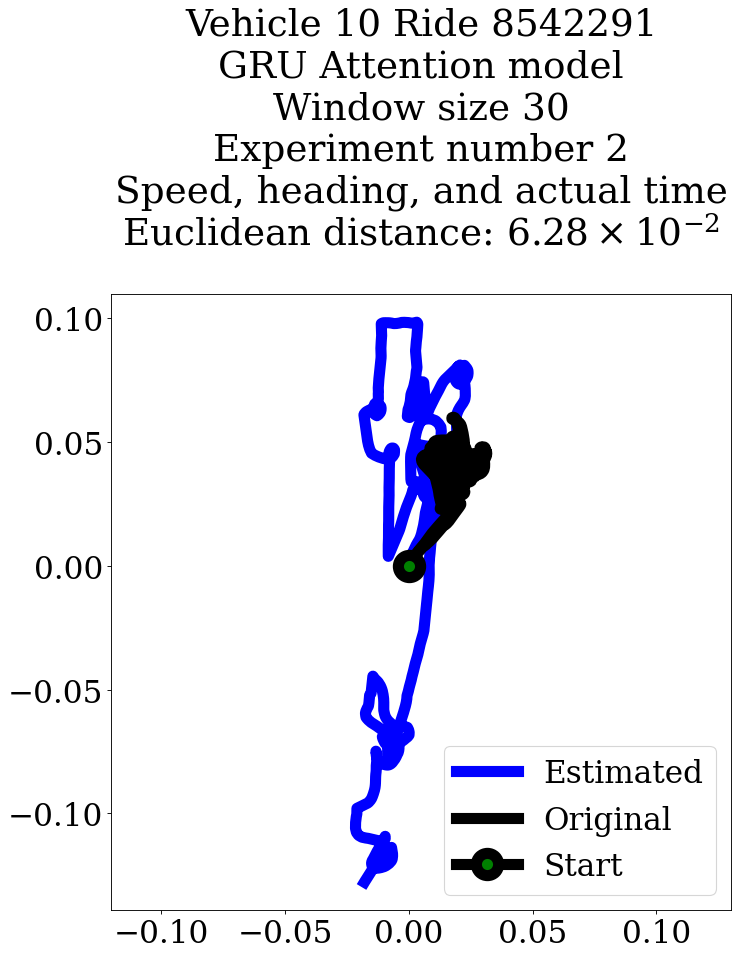 Vehicle 10 Ride 8542291
GRU Attention model
Window size 30
Experiment number 2
Speed, heading, and actual time
Euclidean distance: 6.28 × 10⁻²
0.10
0.05
0.00
−0.05
−0.10
Estimated
Original
Start
−0.10 −0.05 0.00 0.05 0.10